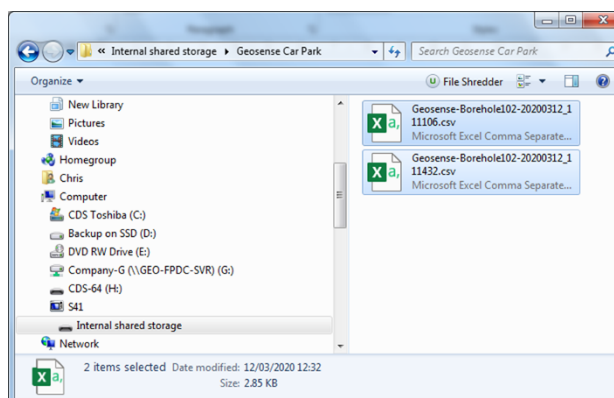 « Internal shared storage ▸ Geosense Car Park
Search Geosense Car Park
Organize
File Shredder
New Library
Pictures
Videos
Homegroup
Chris
Computer
CDS Toshiba (C:)
Backup on SSD (D:)
DVD RW Drive (E:)
Company-G (\\GEO-FPDC-SVR) (G:)
CDS-64 (H:)
S41
Internal shared storage
Network
Geosense-Borehole102-20200312_1
11106.csv
Microsoft Excel Comma Separate...
Geosense-Borehole102-20200312_1
11432.csv
Microsoft Excel Comma Separate...
2 items selected Date modified: 12/03/2020 12:32
Size: 2.85 KB